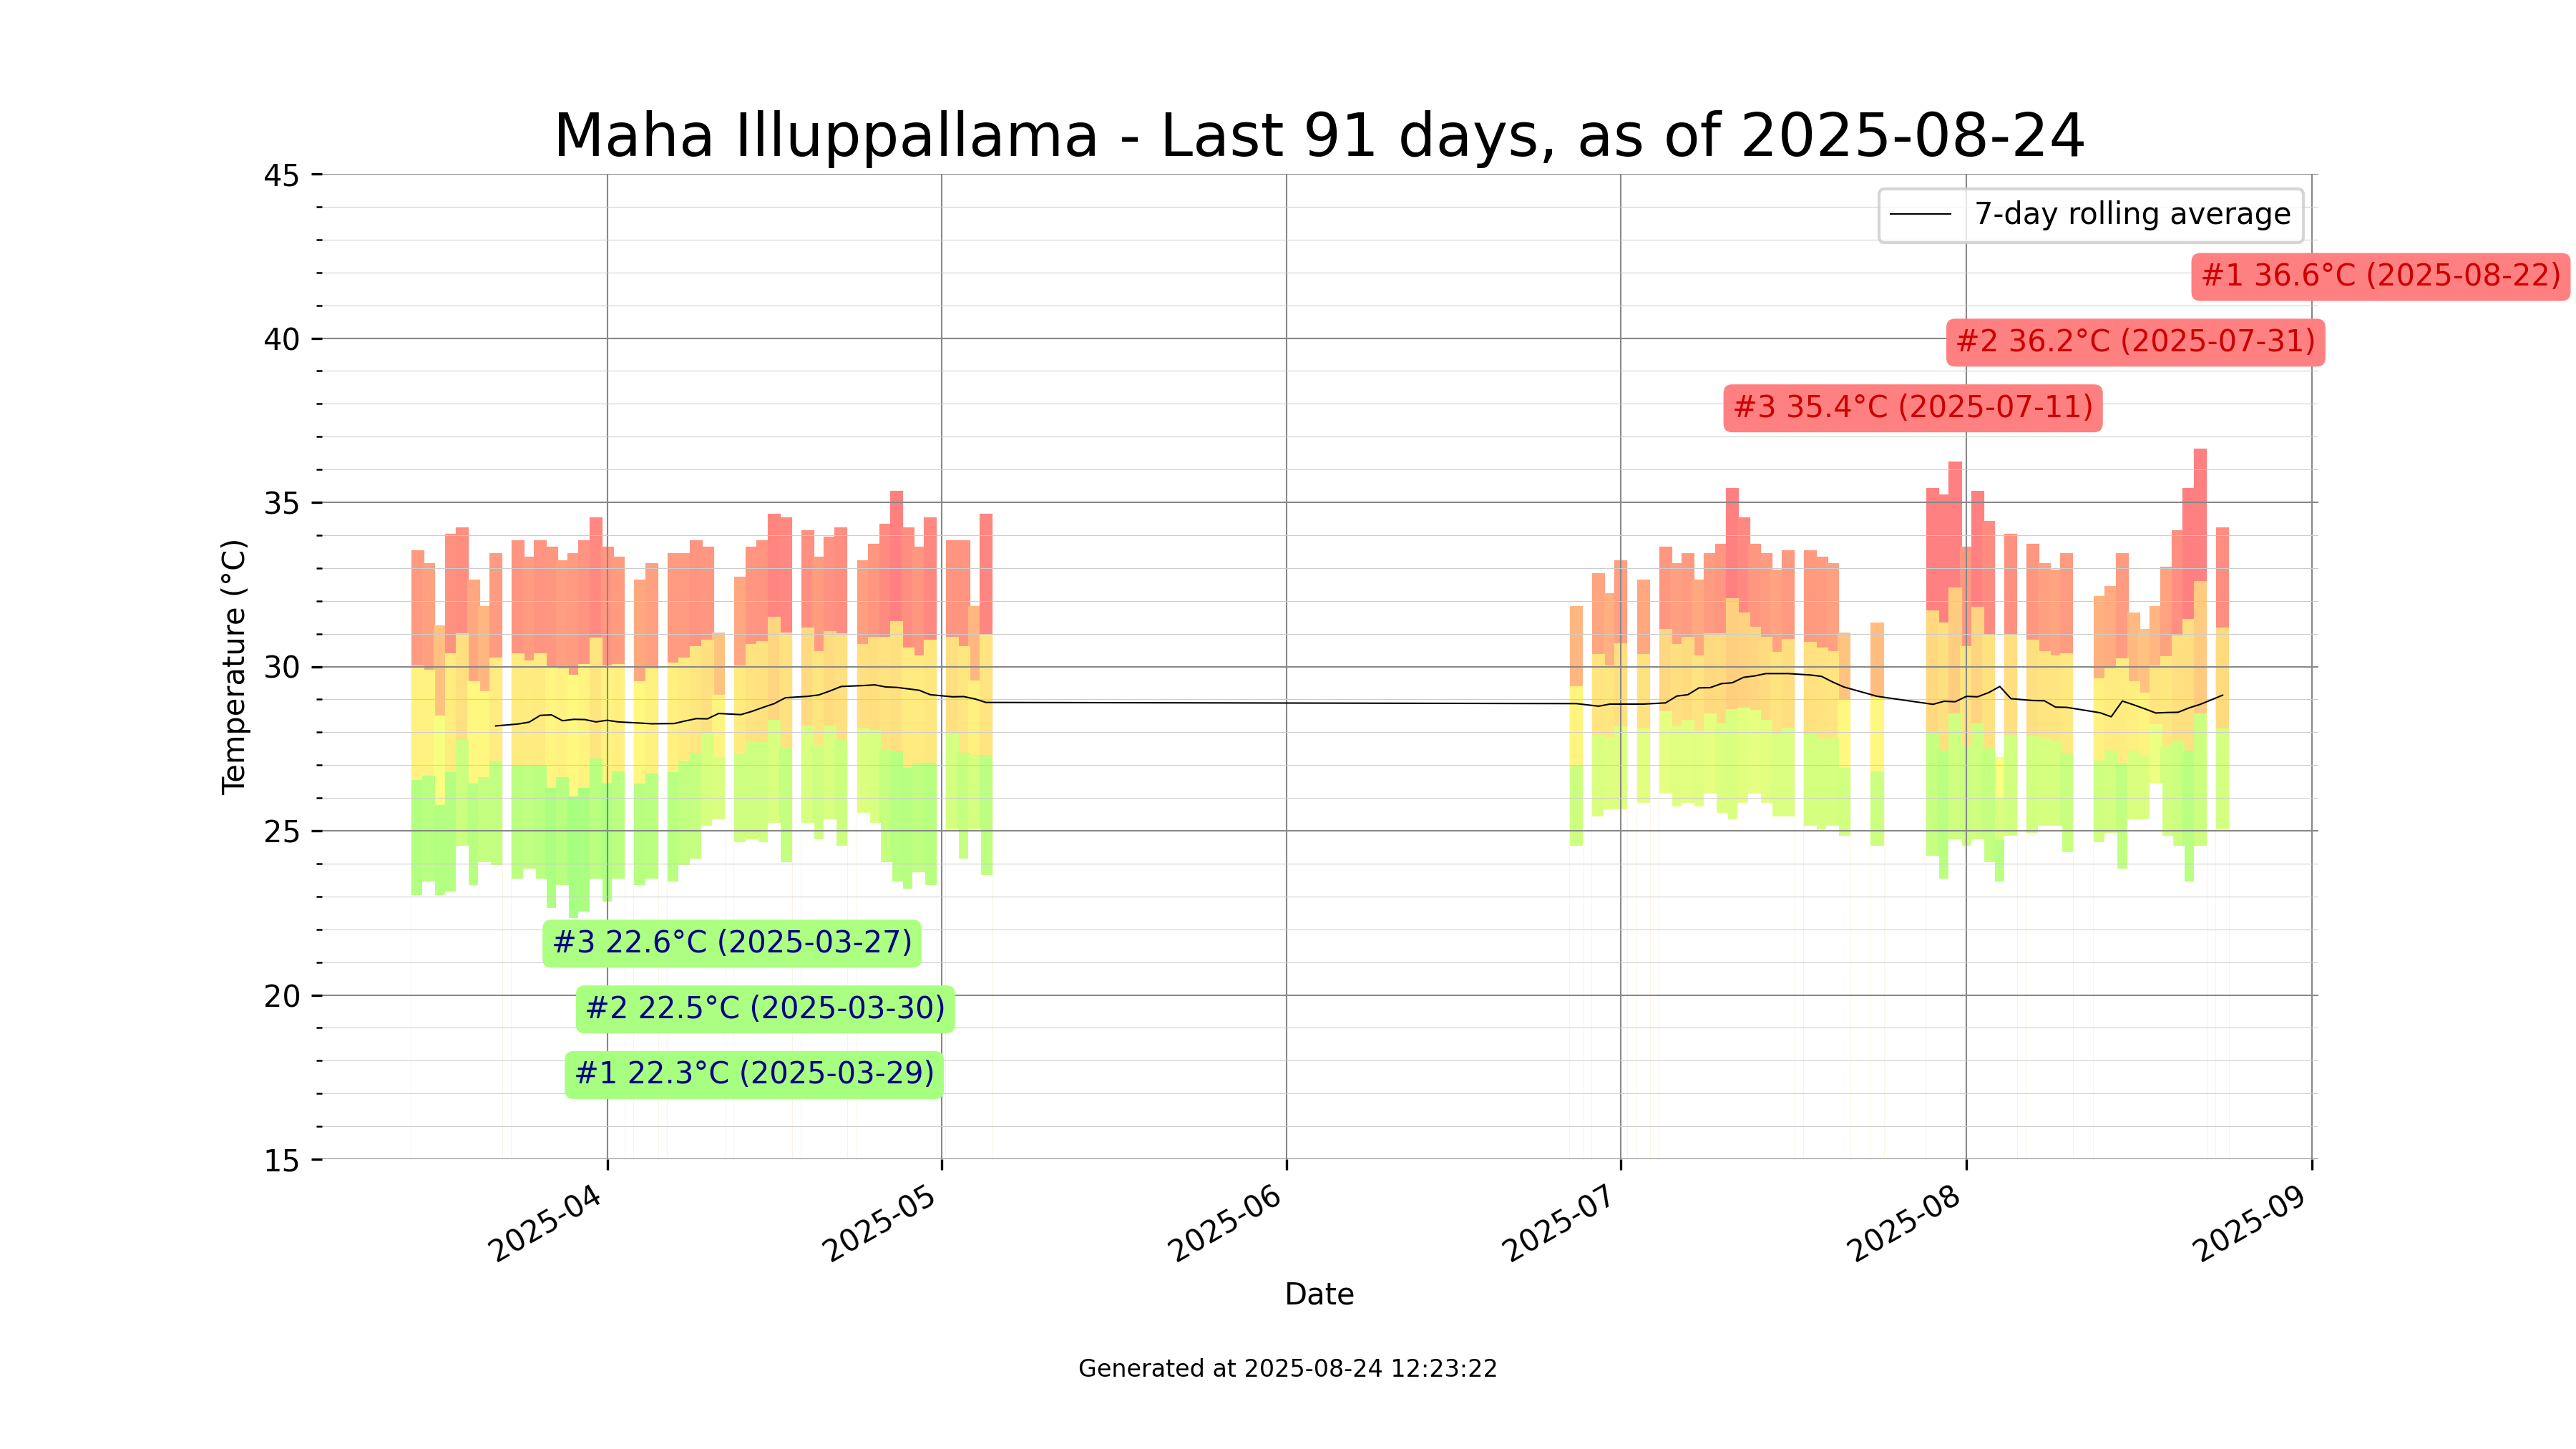 Maha Illuppallama - Last 91 days, as of 2025-08-24
45
7-day rolling average
#1 36.6°C (2025-08-22)
40
#2 36.2°C (2025-07-31)
#3 35.4°C (2025-07-11)
35
30
Temperature (°C)
25
#3 22.6°C (2025-03-27)
20
#2 22.5°C (2025-03-30)
#1 22.3°C (2025-03-29)
15
2025-04
2025-05
2025-06
2025-07
2025-08
2025-09
Date
Generated at 2025-08-24 12:23:22